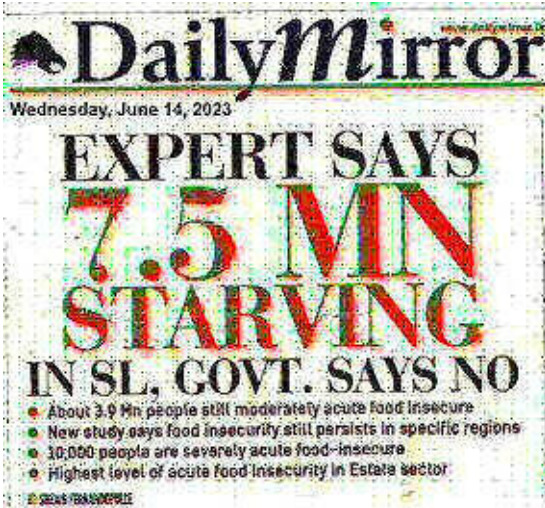 Daily Mirror
Wednesday, June 14, 2023
EXPERT SAYS
7.5 MN
STARVING
IN SL, GOVT. SAYS NO
About 3.9 Mn people still moderately acute food insecure
New study says food insecurity still persists in specific regions
10,000 people are severely acute food-insecure
Highest level of acute food insecurity in Estate sector